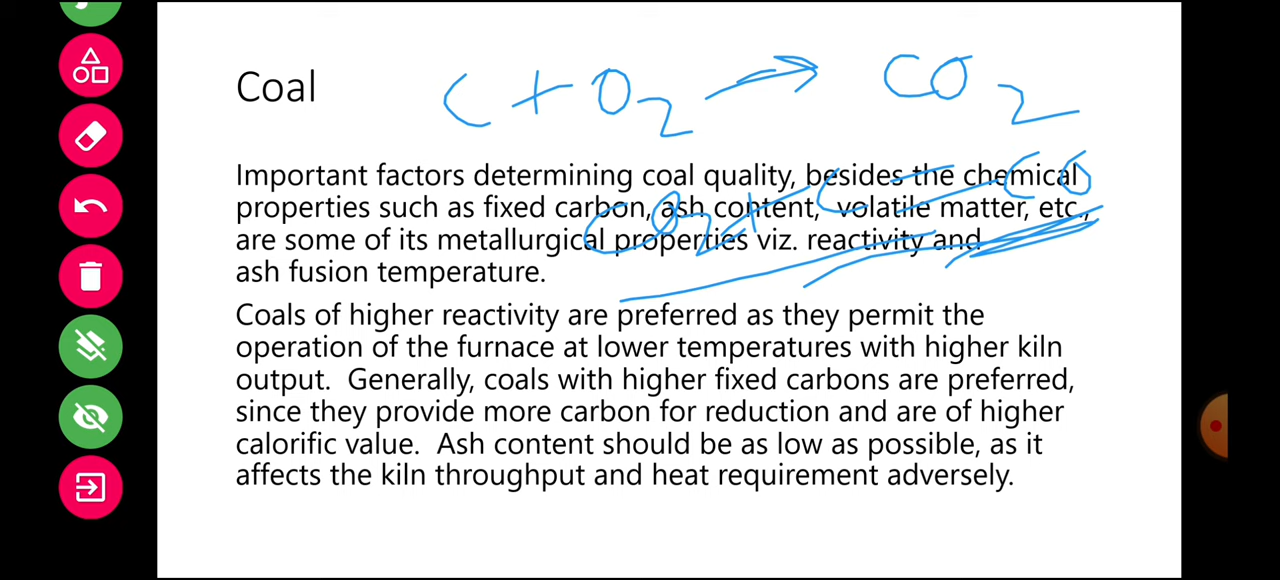 Coal C + O2 → CO2
Important factors determining coal quality, besides the chemical
properties such as fixed carbon, ash content, volatile matter, etc.,
CO2 + C CO
are some of its metallurgical properties viz. reactivity and
ash fusion temperature.
Coals of higher reactivity are preferred as they permit the
operation of the furnace at lower temperatures with higher kiln
output. Generally, coals with higher fixed carbons are preferred,
since they provide more carbon for reduction and are of higher
calorific value. Ash content should be as low as possible, as it
affects the kiln throughput and heat requirement adversely.